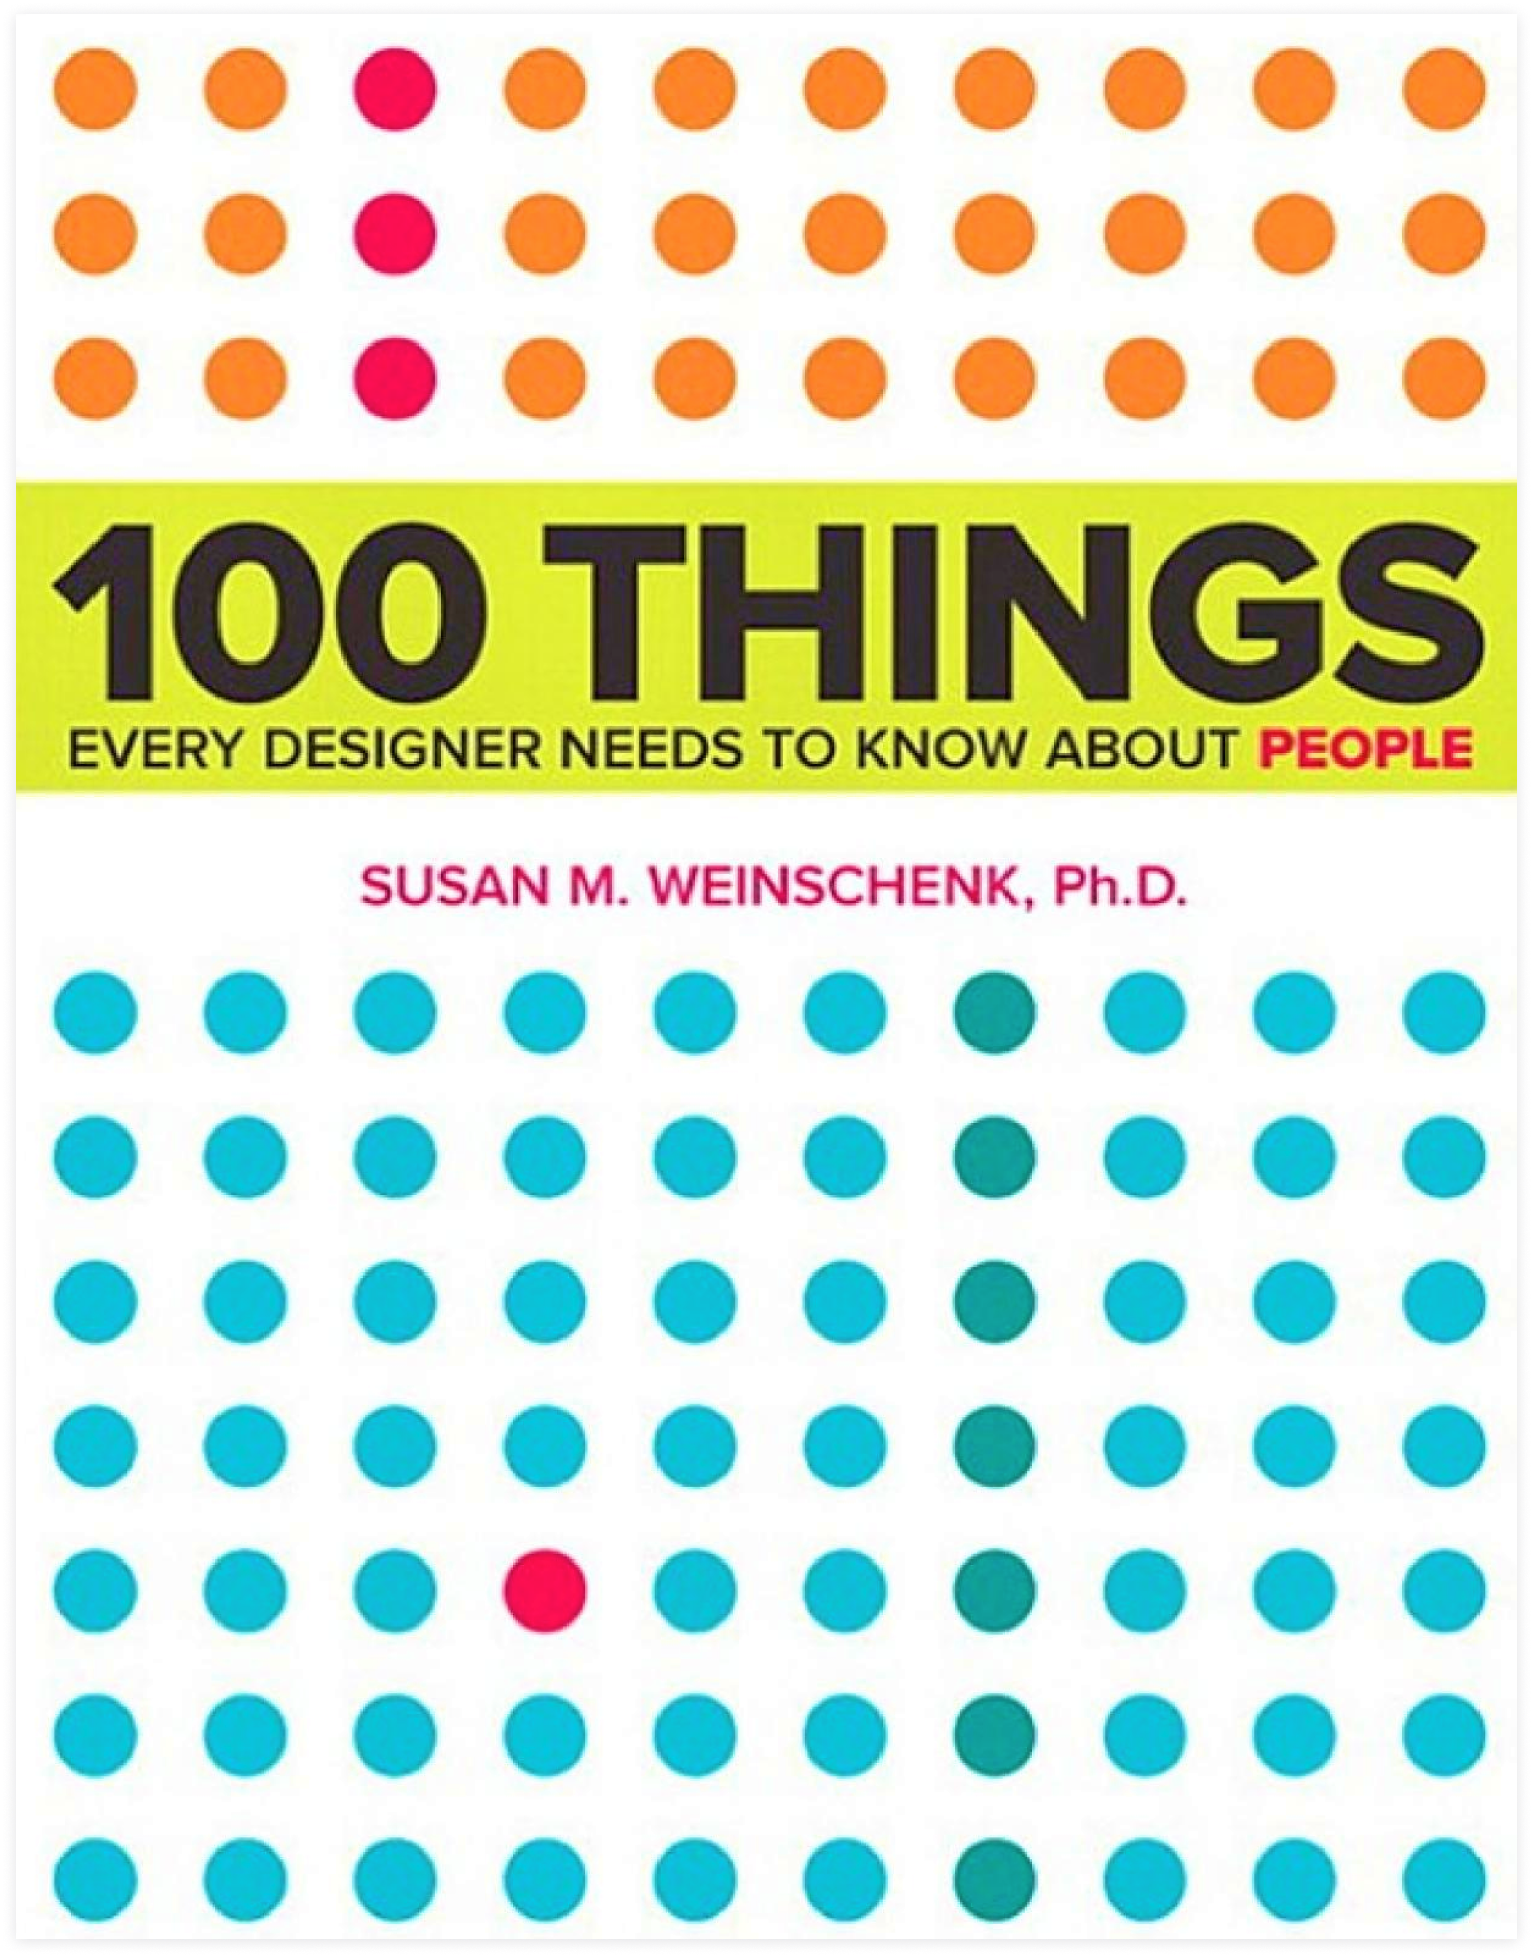 100 THINGS
EVERY DESIGNER NEEDS TO KNOW ABOUT PEOPLE
SUSAN M. WEINSCHENK, Ph.D.